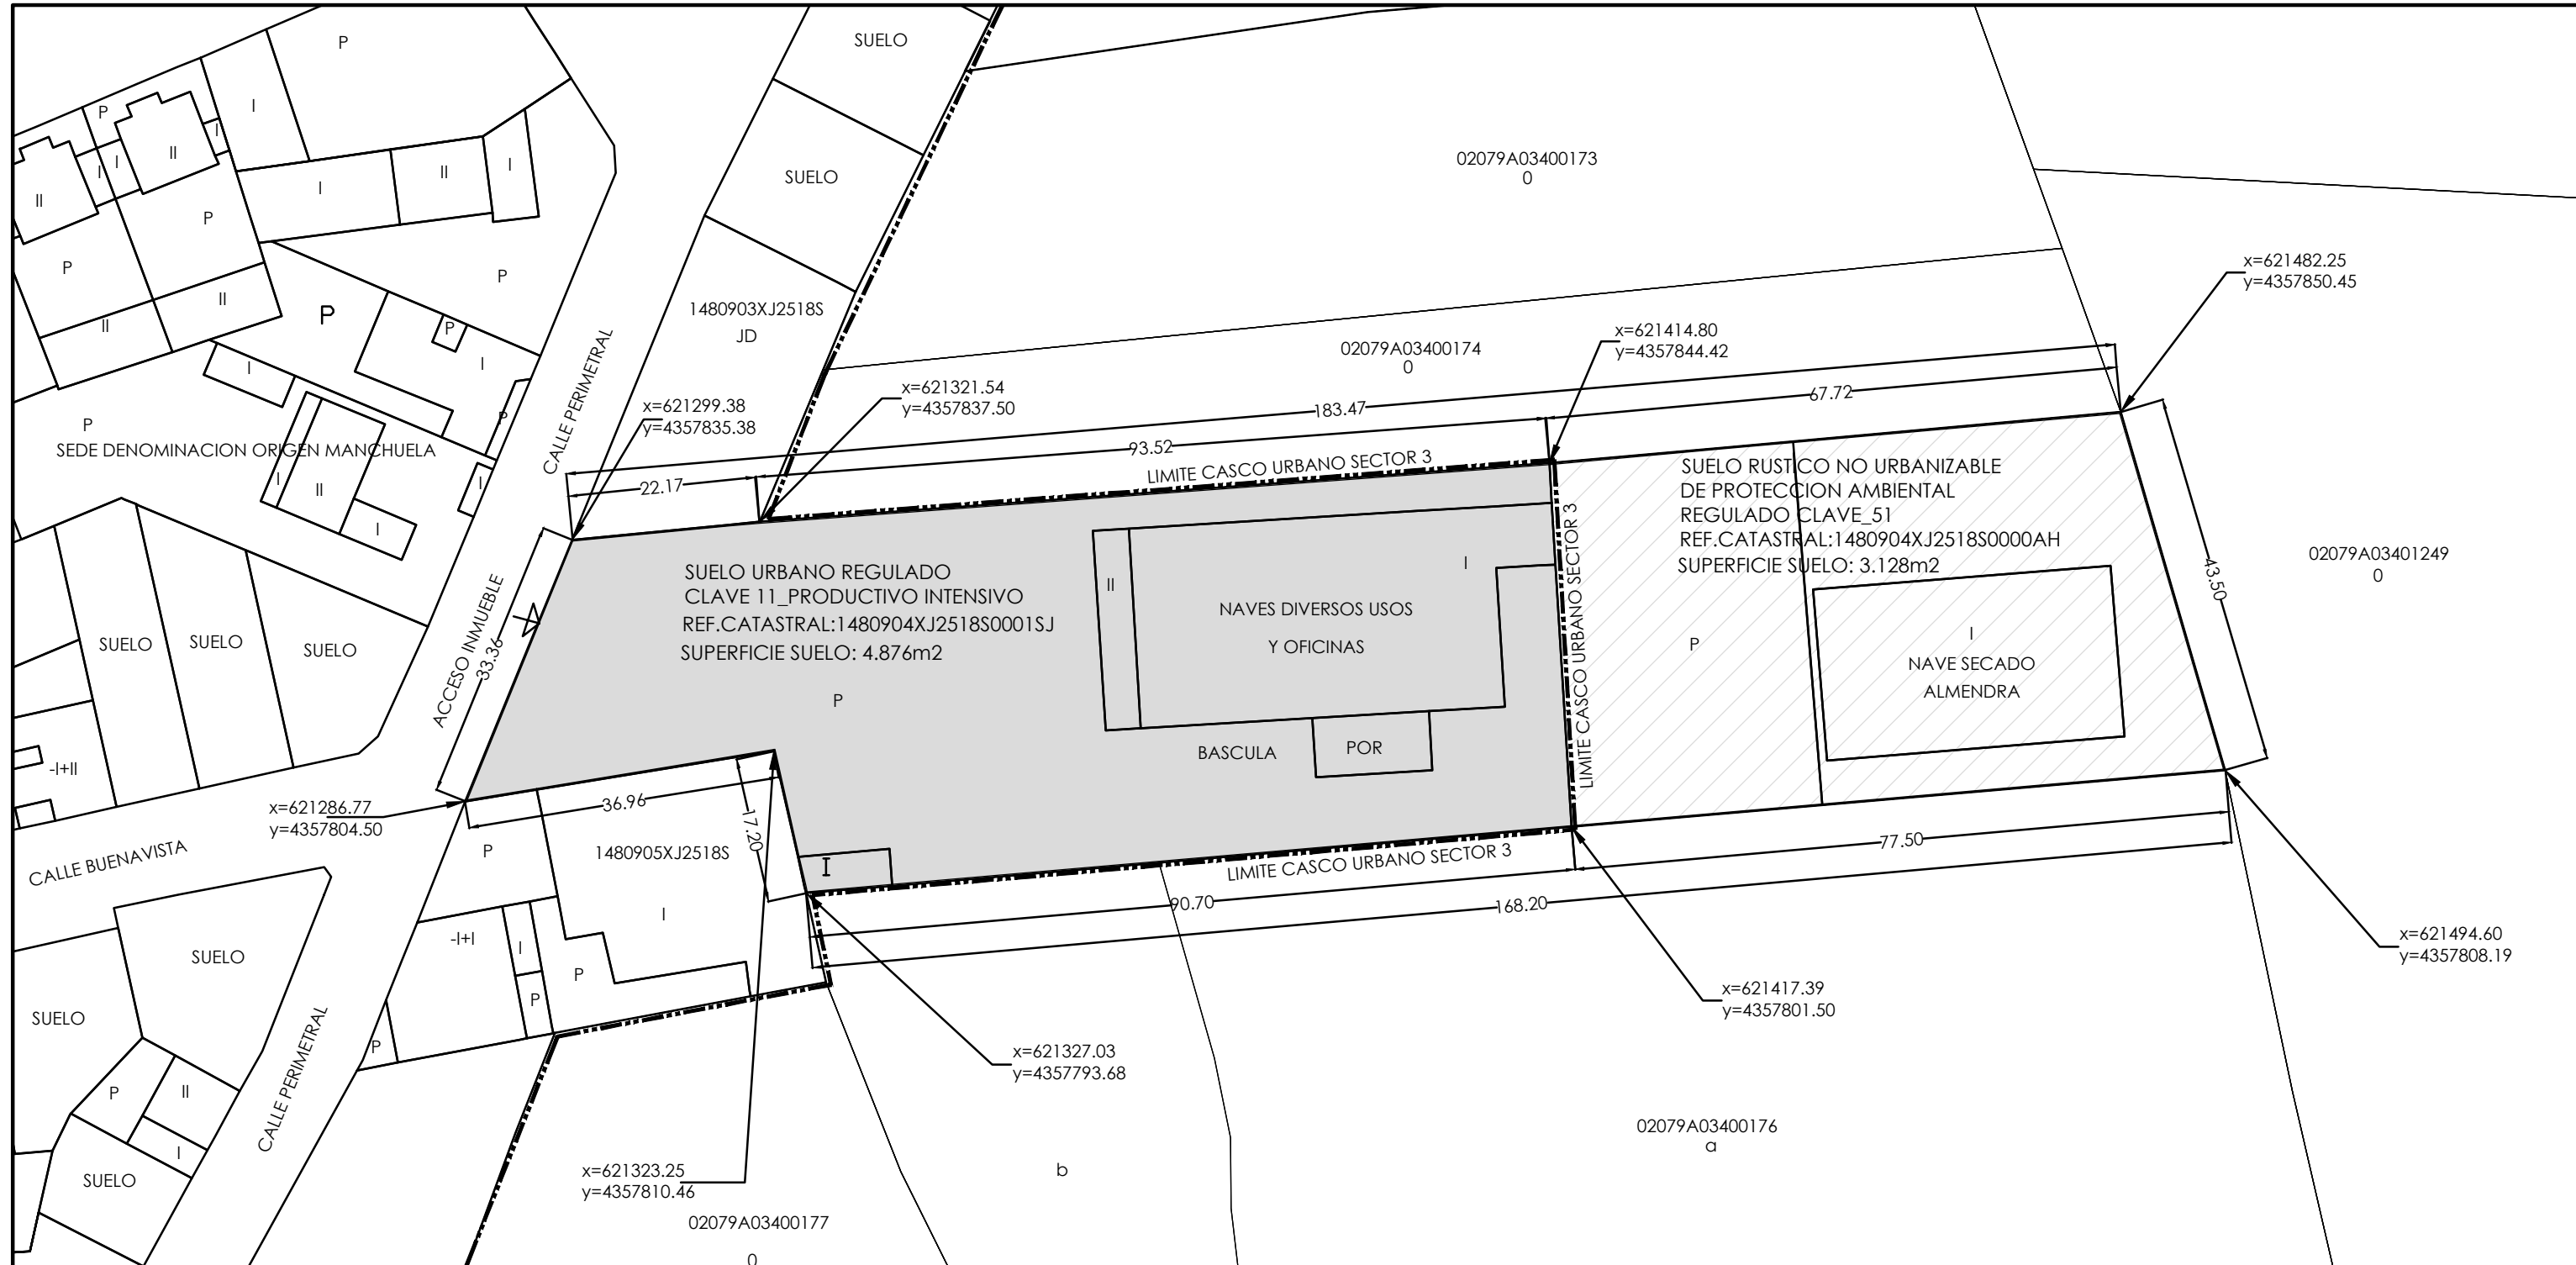 P
SUELO
P
I
I
II
I
I
I
II
I
II
I
SUELO
02079A03400173
0
P
P
P
II
II
1480903XJ2518S
JD
P
P
I
I
P
P
SEDE DENOMINACION ORIGEN MANCHUELA
I
II
I
I
CALLE PERIMETRAL
x=621299.38
y=4357835.38
x=621321.54
y=4357837.50
02079A03400174
0
x=621414.80
y=4357844.42
x=621482.25
y=4357850.45
183.47
67.72
93.52
22.17
LIMITE CASCO URBANO SECTOR 3
SUELO RUSTICO NO URBANIZABLE
DE PROTECCION AMBIENTAL
REGULADO CLAVE_51
REF.CATASTRAL:1480904XJ2518S0000AH
SUPERFICIE SUELO: 3.128m2
02079A03401249
0
43.50
SUELO URBANO REGULADO
CLAVE 11_PRODUCTIVO INTENSIVO
REF.CATASTRAL:1480904XJ2518S0001SJ
SUPERFICIE SUELO: 4.876m2
P
II
I
NAVES DIVERSOS USOS
Y OFICINAS
BASCULA
POR
LIMITE CASCO URBANO SECTOR 3
P
I
NAVE SECADO
ALMENDRA
ACCESO INMUEBLE
33.36
SUELO
SUELO
SUELO
-I+II
x=621286.77
y=4357804.50
36.96
17.20
CALLE BUENAVISTA
P
1480905XJ2518S
I
I
LIMITE CASCO URBANO SECTOR 3
77.50
90.70
168.20
SUELO
-I+I
I
P
P
x=621494.60
y=4357808.19
SUELO
x=621417.39
y=4357801.50
P
CALLE PERIMETRAL
x=621327.03
y=4357793.68
P
II
I
SUELO
x=621323.25
y=4357810.46
02079A03400177
0
b
02079A03400176
a